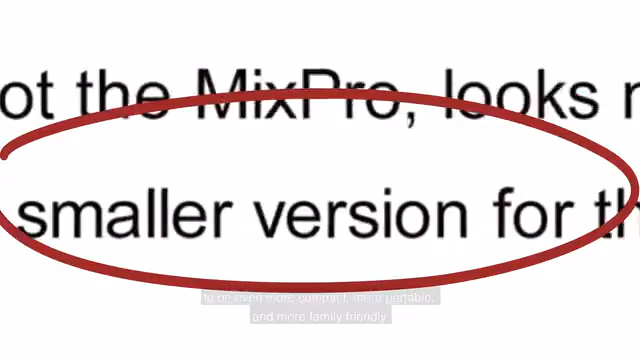 ot the MixPro, looks
smaller version for th
to be even more compact, more portable,
and more family friendly